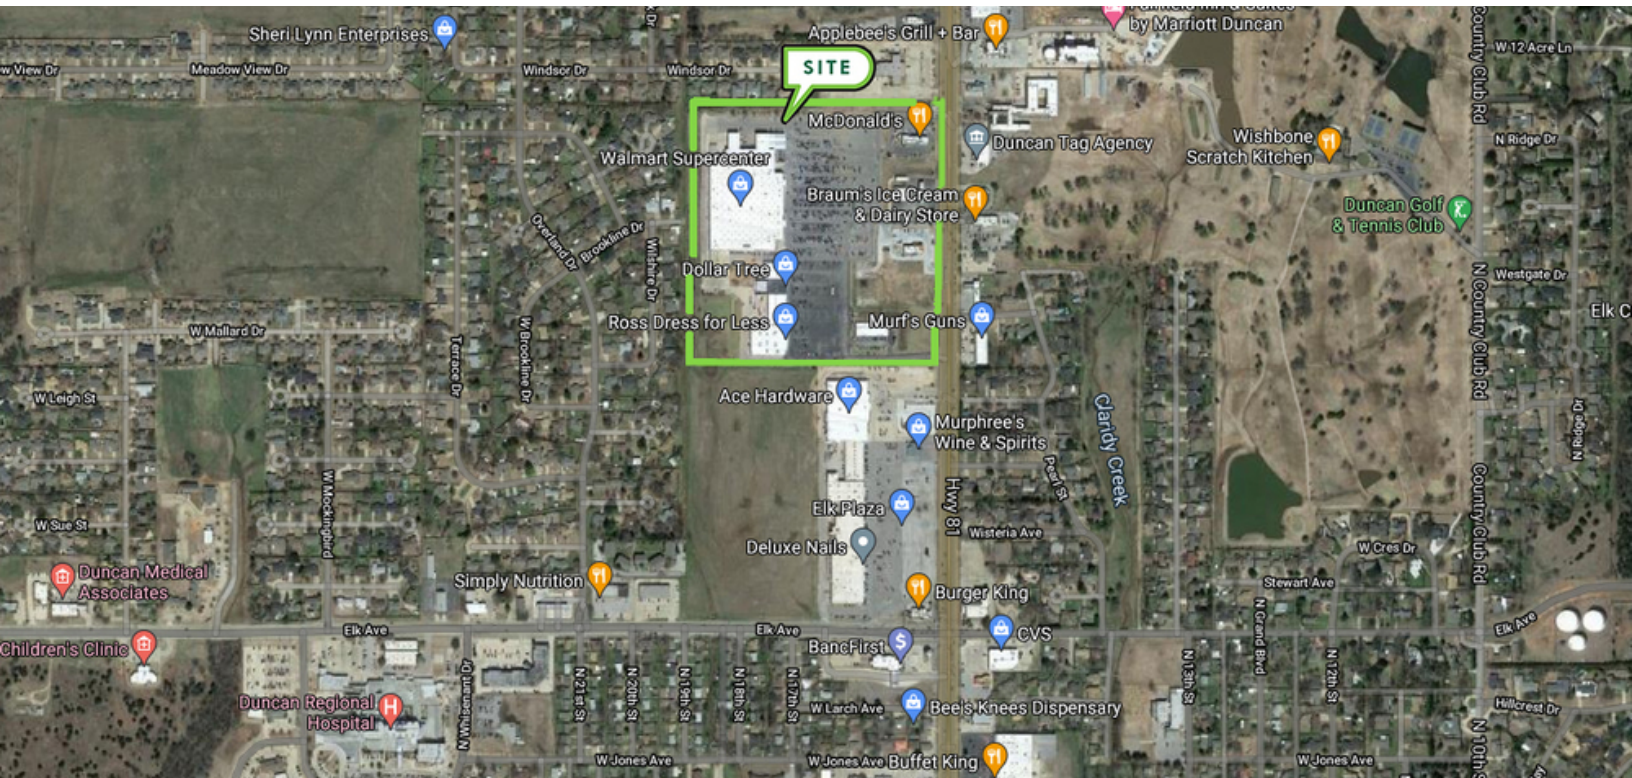 Sheri Lynn Enterprises
Applebee's Grill + Bar
by Marriott Duncan
Country Club Rd
W 12 Acre Ln
w View Dr
Meadow View Dr
Windsor Dr
Windsor Dr
SITE
McDonald's
Duncan Tag Agency
Wishbone
Scratch Kitchen
N Ridge Dr
Walmart Supercenter
Braum's Ice Cream
& Dairy Store
Duncan Golf
& Tennis Club
Overland Dr
Brookline Dr
Wilshire Dr
Dollar Tree
N Country Club Rd
Westgate Dr
W Mallard Dr
W Brookline Dr
Ross Dress for Less
Murf's Guns
Elk C
Terrace Dr
W Leigh St
Ace Hardware
Murphree's
Wine & Spirits
Claridy Creek
N Ridge Dr
W Mockingbird
Pearl St
Country Club Rd
W Sue St
Elk Plaza
Hwy 81
Wisteria Ave
Deluxe Nails
W Cres Dr
Duncan Medical
Associates
Simply Nutrition
Burger King
Stewart Ave
Elk Ave
Elk Ave
CVS
N Grand Blvd
Elk Ave
Children's Clinic
BancFirst
Duncan Regional
Hospital
N Whisenant Dr
N 21st St
N 20th St
N 19th St
N 18th St
N 17th St
W Larch Ave
Bee's Knees Dispensary
N 13th St
N 12th St
Hillcrest Dr
N 10th S
W Jones Ave
W Jones Ave
Buffet King
W Jones Ave